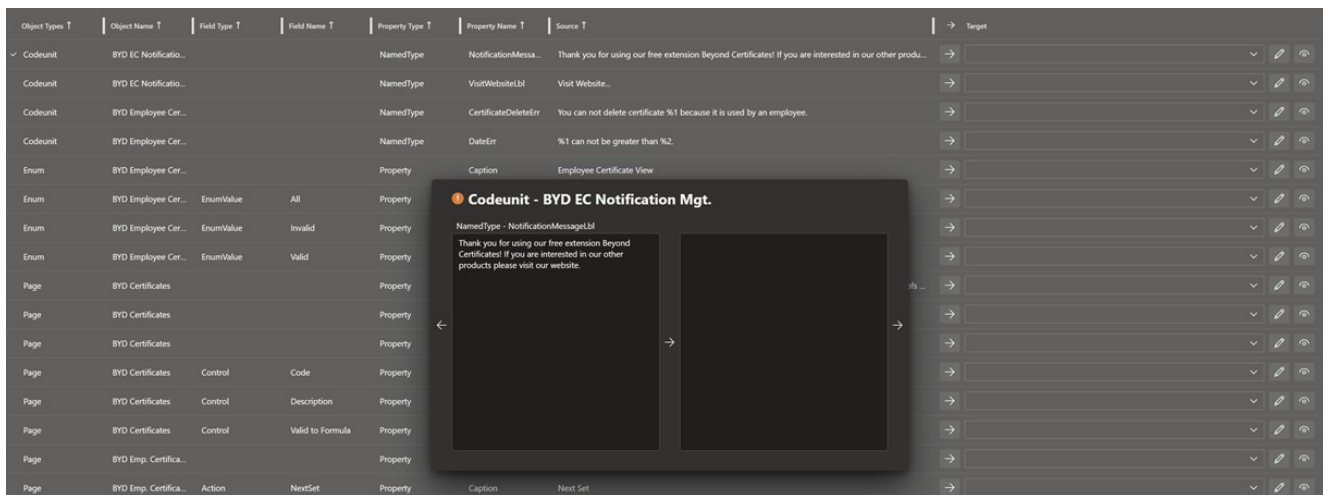 Object Types ↑ Object Name ↑ Field Type ↑ Field Name ↑ Property Type ↑ Property Name ↑ Source ↑ → Target
Codeunit BYD EC Notificatio... NamedType NotificationMessa... Thank you for using our free extension Beyond Certificates! If you are interested in our other produ...
Codeunit BYD EC Notificatio... NamedType VisitWebsiteLbl Visit Website...
Codeunit BYD Employee Cer... NamedType CertificateDeleteErr You can not delete certificate %1 because it is used by an employee.
Codeunit BYD Employee Cer... NamedType DateErr %1 can not be greater than %2.
Enum BYD Employee Cer... Property Caption Employee Certificate View
Enum BYD Employee Cer... EnumValue All Property
Enum BYD Employee Cer... EnumValue Invalid Property
Enum BYD Employee Cer... EnumValue Valid Property
Page BYD Certificates Property ofs ...
Page BYD Certificates Property
Page BYD Certificates Property
Page BYD Certificates Control Code Property
Page BYD Certificates Control Description Property
Page BYD Certificates Control Valid to Formula Property
Page BYD Emp. Certifica... Property
Page BYD Emp. Certifica... Action NextSet Property Caption Next Set
Codeunit - BYD EC Notification Mgt.
NamedType - NotificationMessageLbl
Thank you for using our free extension Beyond
Certificates! If you are interested in our other
products please visit our website.